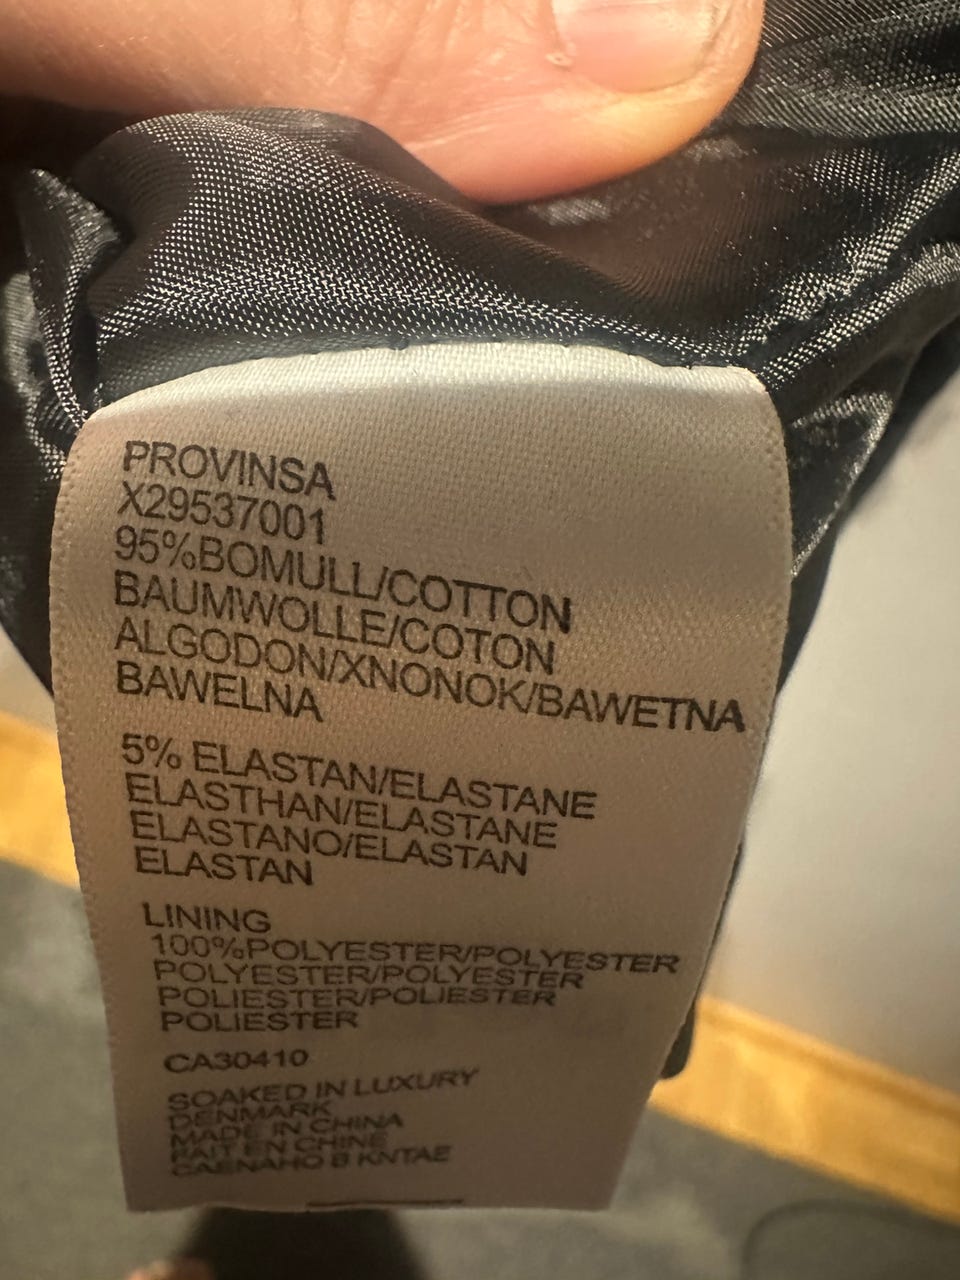 PROVINSA
X29537001
95%BOMULL/COTTON
BAUMWOLLE/COTON
ALGODON/XNONOK/BAWETNA
BAWELNA
5% ELASTAN/ELASTANE
ELASTHAN/ELASTANE
ELASTANO/ELASTAN
ELASTAN
LINING
100%POLYESTER/POLYESTER
POLYESTER/POLYESTER
POLIESTER/POLIESTER
POLIESTER
CA30410
SOAKED IN LUXURY
DENMARK
MADE IN CHINA
FAIT EN CHINE
CAENAHO B KNTAE